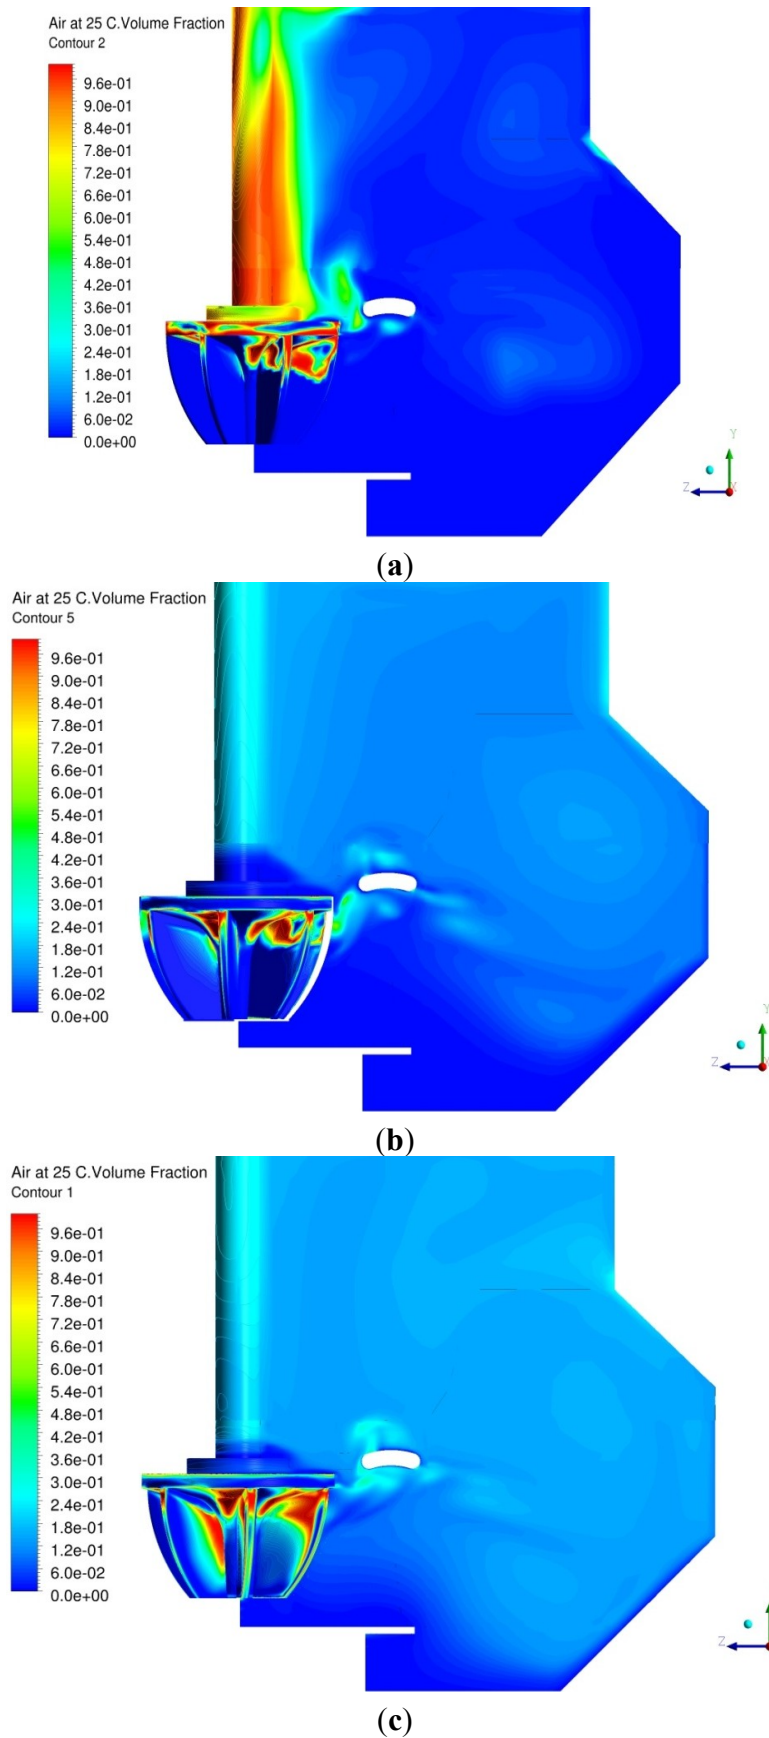 Air at 25 C.Volume Fraction
Contour 2
9.6e-01
9.0e-01
8.4e-01
7.8e-01
7.2e-01
6.6e-01
6.0e-01
5.4e-01
4.8e-01
4.2e-01
3.6e-01
3.0e-01
2.4e-01
1.8e-01
1.2e-01
6.0e-02
0.0e+00
Y
Z X
(a)
Air at 25 C.Volume Fraction
Contour 5
9.6e-01
9.0e-01
8.4e-01
7.8e-01
7.2e-01
6.6e-01
6.0e-01
5.4e-01
4.8e-01
4.2e-01
3.6e-01
3.0e-01
2.4e-01
1.8e-01
1.2e-01
6.0e-02
0.0e+00
Y
Z
(b)
Air at 25 C.Volume Fraction
Contour 1
9.6e-01
9.0e-01
8.4e-01
7.8e-01
7.2e-01
6.6e-01
6.0e-01
5.4e-01
4.8e-01
4.2e-01
3.6e-01
3.0e-01
2.4e-01
1.8e-01
1.2e-01
6.0e-02
0.0e+00
Z
(c)